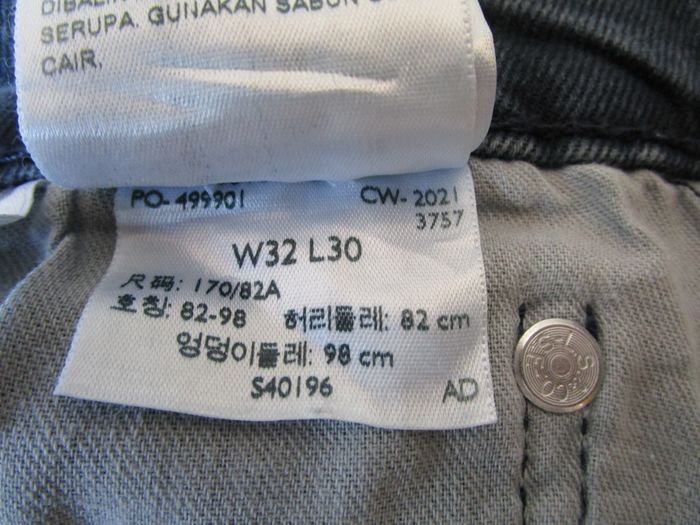 SERUPA. GUNAKAN SABUN
CAIR.
PO- 499901 CW- 2021
3757
W32 L30
尺码: 170/82A
호칭: 82-98 허리둘레: 82 cm
엉덩이둘레: 98 cm
S40196 AD